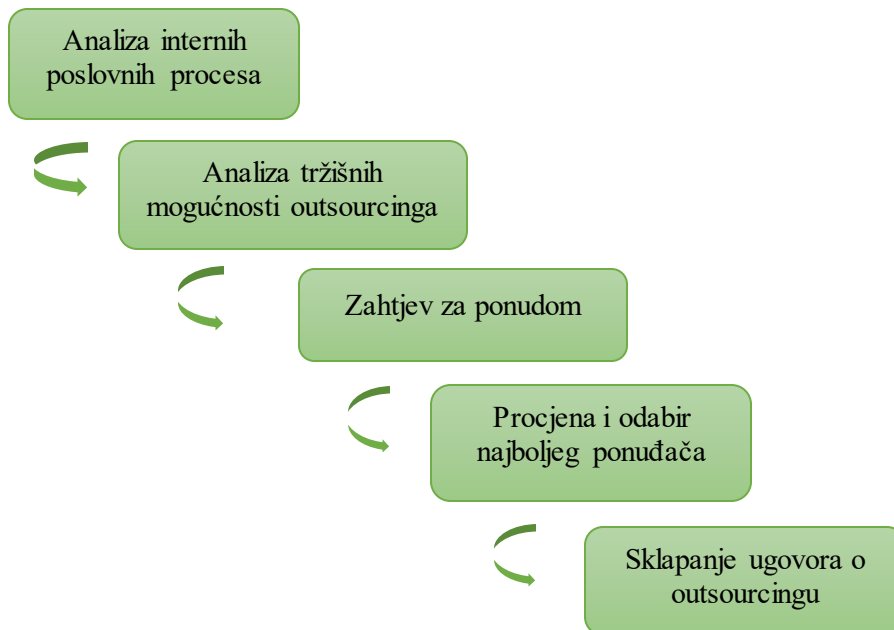 Analiza internih
poslovnih procesa
Analiza tržišnih
mogućnosti outsourcinga
Zahtjev za ponudom
Procjena i odabir
najboljeg ponuđača
Sklapanje ugovora o
outsourcingu